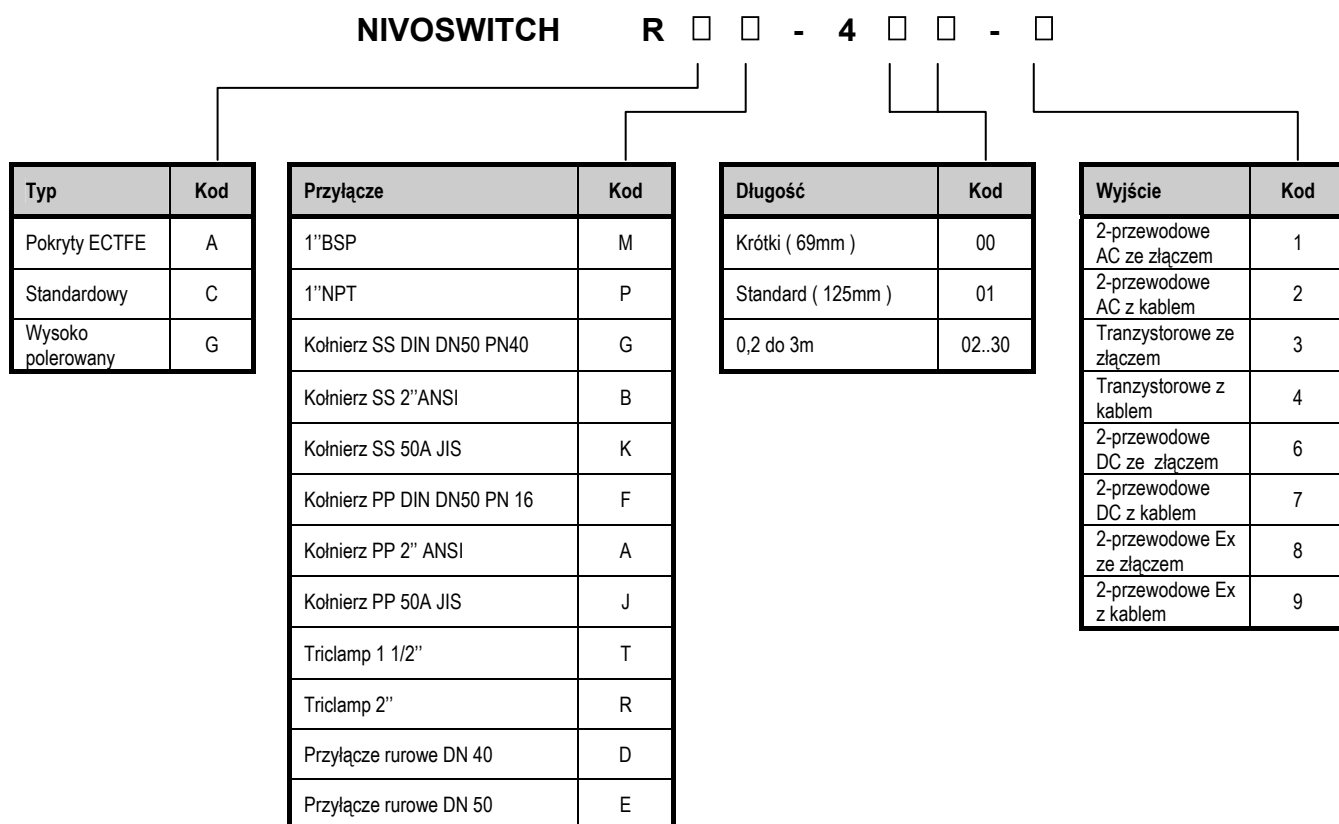 NIVOSWITCH R □ □ - 4 □ □ - □
Typ Kod
Pokryty ECTFE A
Standardowy C
Wysoko
polerowany G
Przyłącze Kod
1’’BSP M
1’’NPT P
Kołnierz SS DIN DN50 PN40 G
Kołnierz SS 2’’ANSI B
Kołnierz SS 50A JIS K
Kołnierz PP DIN DN50 PN 16 F
Kołnierz PP 2’’ ANSI A
Kołnierz PP 50A JIS J
Triclamp 1 1/2’’ T
Triclamp 2’’ R
Przyłącze rurowe DN 40 D
Przyłącze rurowe DN 50 E
Długość Kod
Krótki ( 69mm ) 00
Standard ( 125mm ) 01
0,2 do 3m 02..30
Wyjście Kod
2-przewodowe
AC ze złączem 1
2-przewodowe
AC z kablem 2
Tranzystorowe ze
złączem 3
Tranzystorowe z
kablem 4
2-przewodowe
DC ze złączem 6
2-przewodowe
DC z kablem 7
2-przewodowe Ex
ze złączem 8
2-przewodowe Ex
z kablem 9